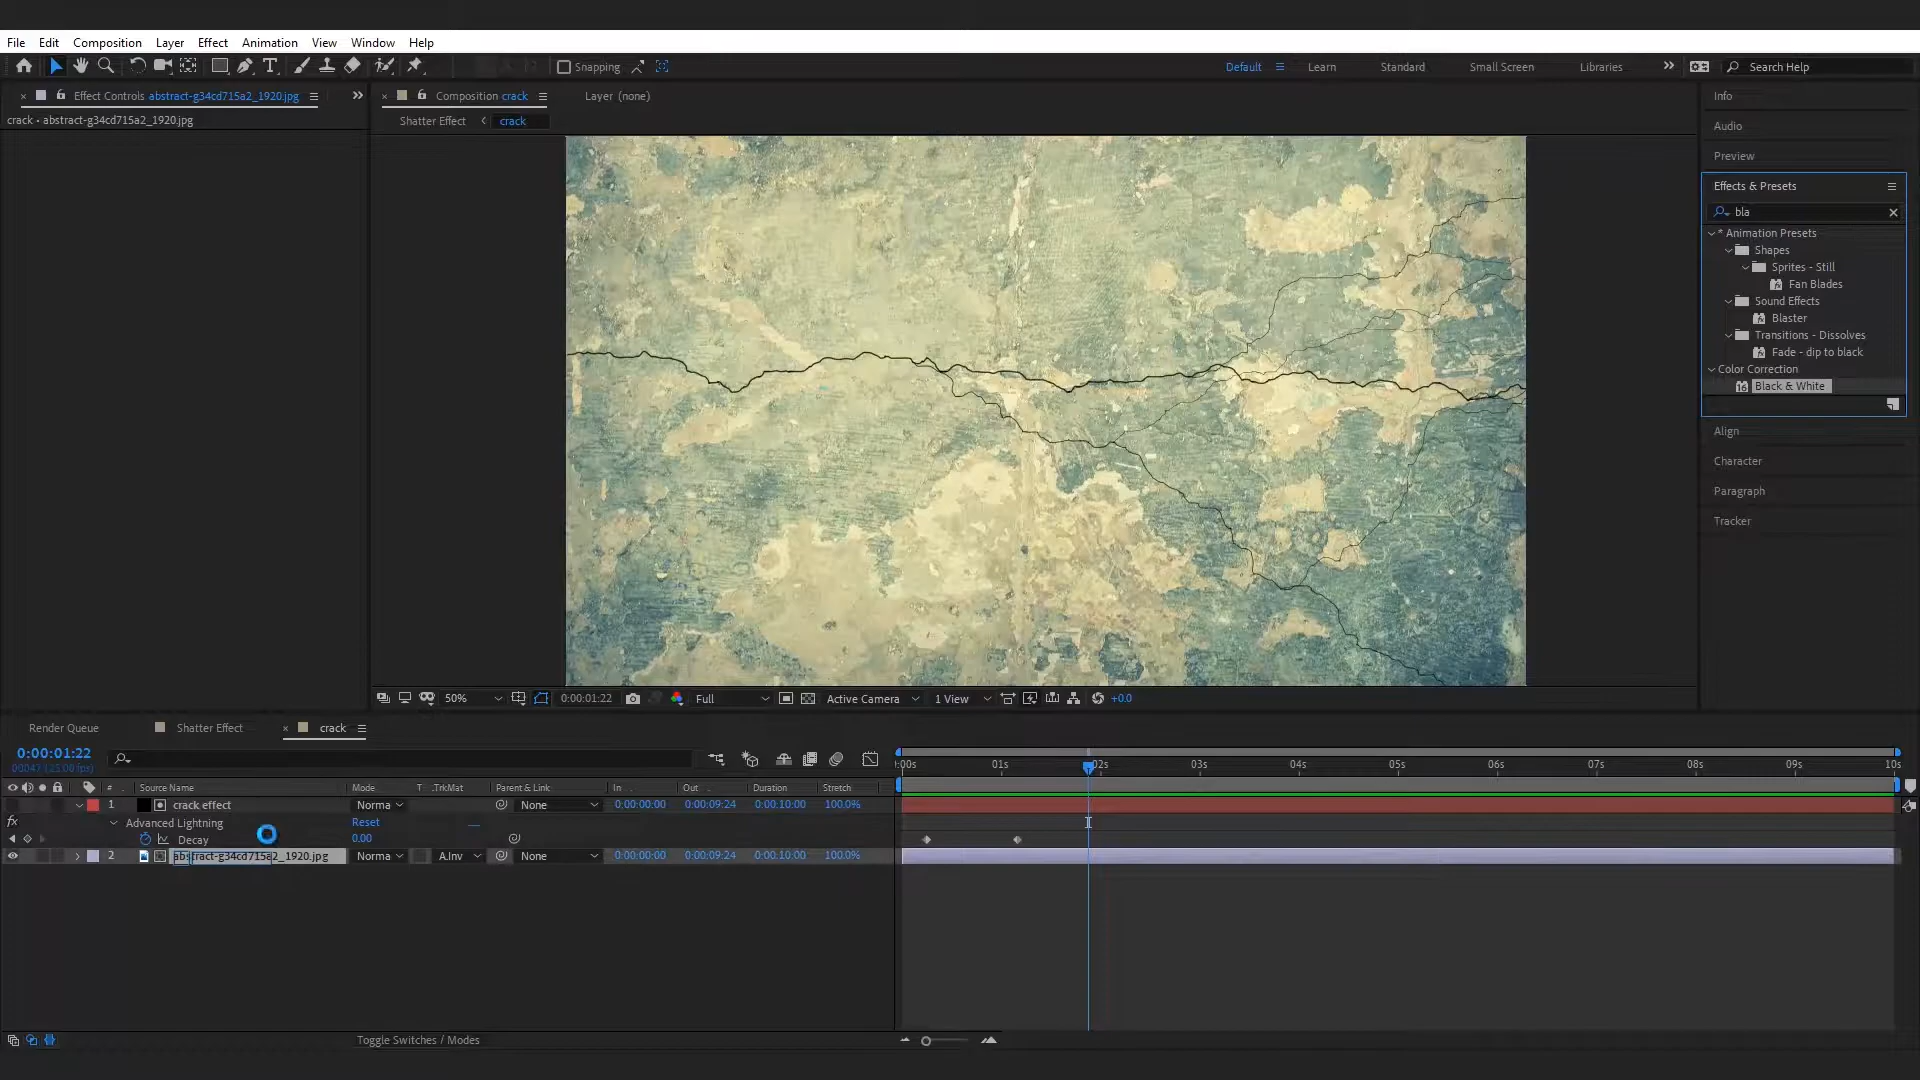 File Edit Composition Layer Effect Animation View Window Help
Snapping Default Learn Standard Small Screen Libraries Search Help
Effect Controls abstract-g34cd715a2_1920.jpg
Composition crack Layer (none)
crack • abstract-g34cd715a2_1920.jpg
Shatter Effect crack
Info
Audio
Preview
Effects & Presets
bla
* Animation Presets
Shapes
Sprites - Still
Fan Blades
Sound Effects
Blaster
Transitions - Dissolves
Fade - dip to black
Color Correction
Black & White
Align
Character
Paragraph
Tracker
50% 0:00:01:22 Full Active Camera 1 View +0.0
Render Queue Shatter Effect crack
0:00:01:22
00047 (25.00 fps)
:00s 01s 02s 03s 04s 05s 06s 07s 08s 09s 10s
# Source Name Mode T .TrkMat Parent & Link In Out Duration Stretch
1 crack effect Norma None 0:00:00:00 0:00:09:24 0:00:10:00 100.0%
fx Advanced Lightning Reset
Decay 0.00
2 abstract-g34cd715a2_1920.jpg Norma A.Inv None 0:00:00:00 0:00:09:24 0:00:10:00 100.0%
Toggle Switches / Modes